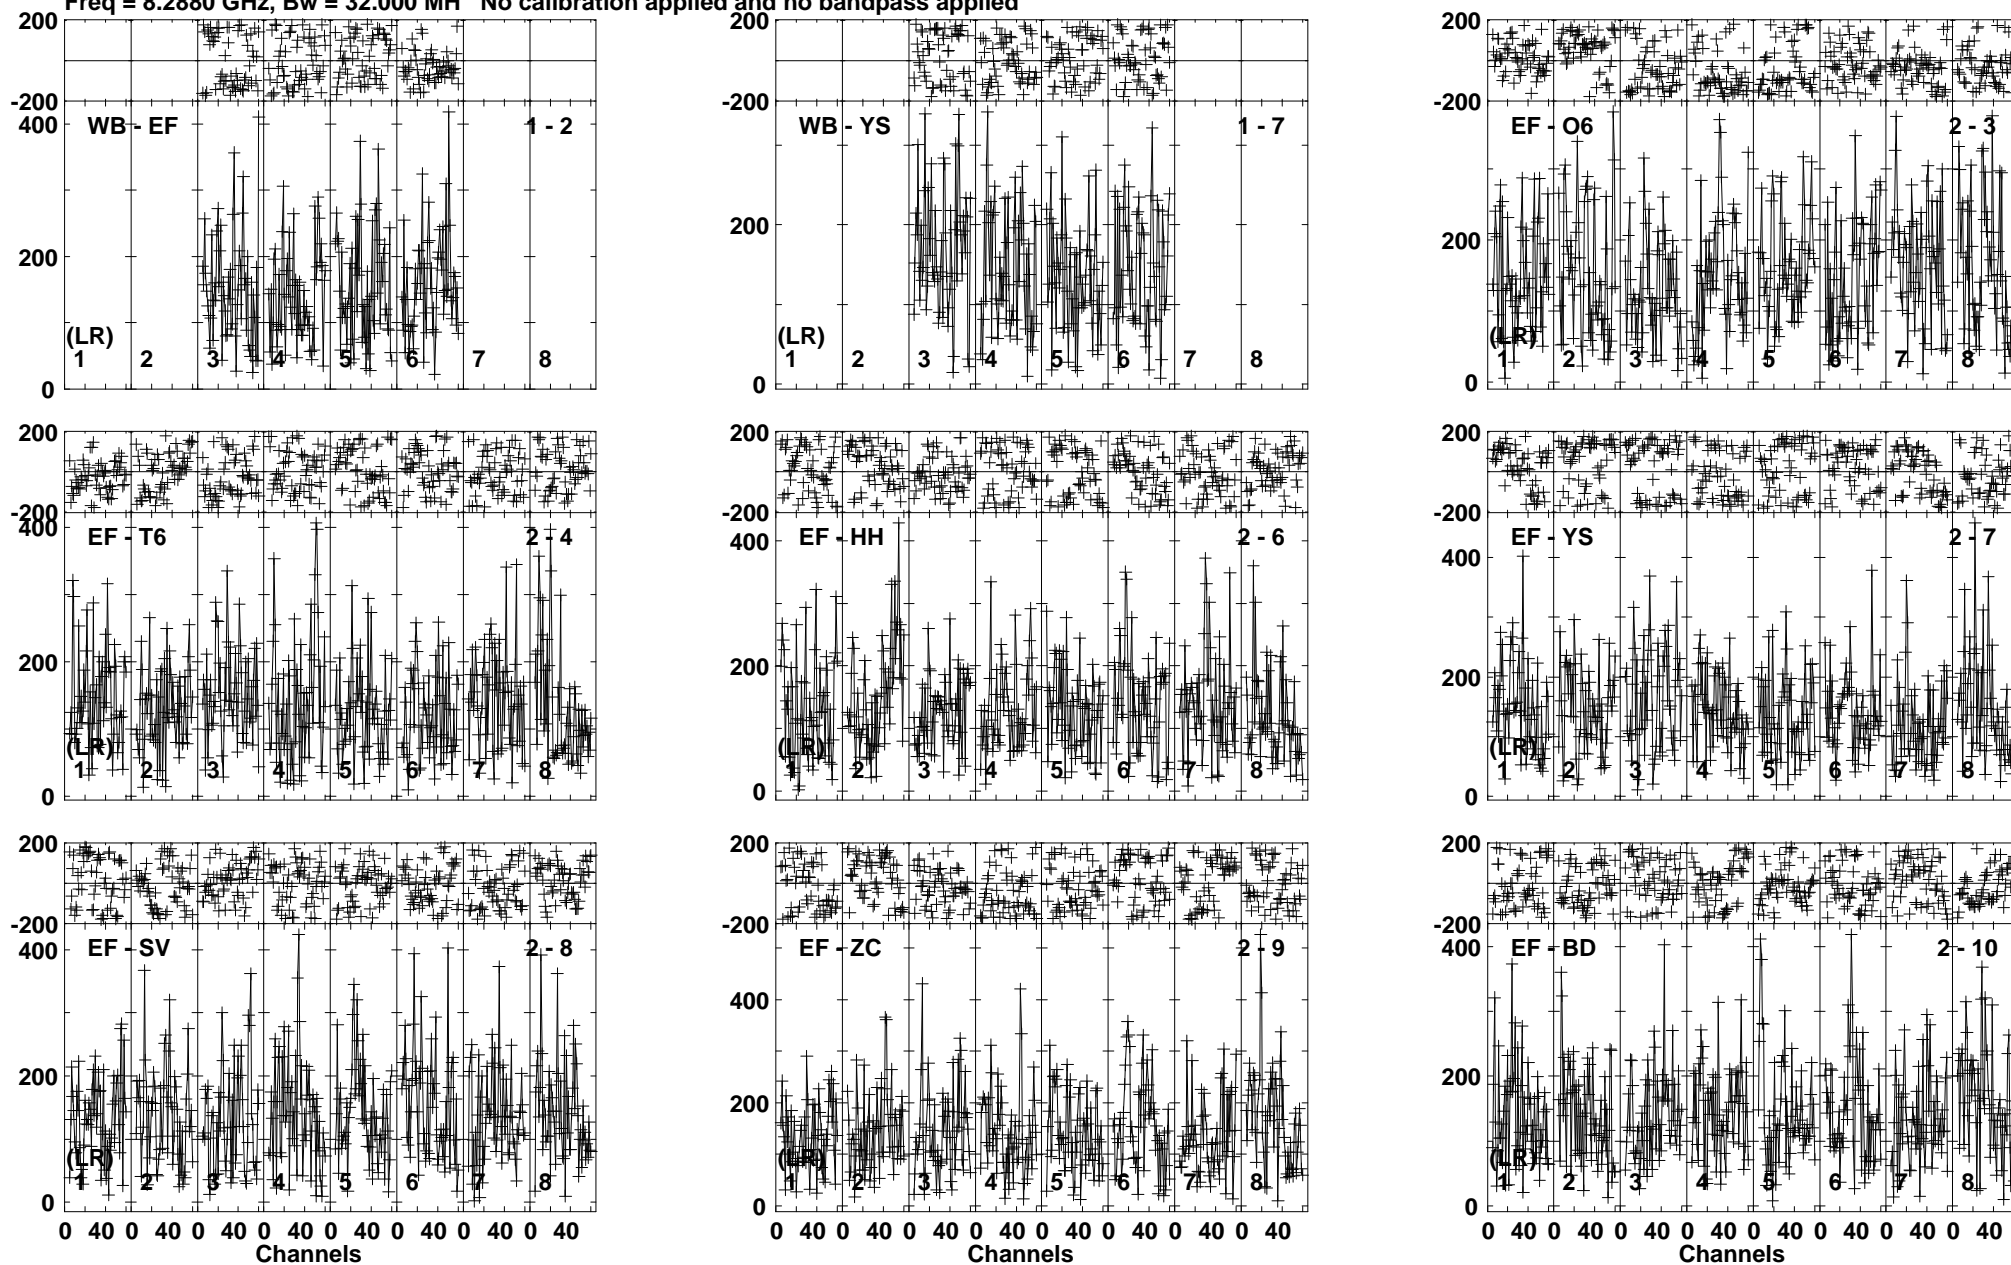 Freq = 8.2880 GHz, Bw = 32.000 MH No calibration applied and no bandpass applied
200 200 200
-200 -200 -200
400 WB - EF 1 - 2 WB - YS 1 - 7 EF - O6 2 - 3
200 200 200
(LR) (LR) (LR)
1 2 3 4 5 6 7 8 1 2 3 4 5 6 7 8 1 2 3 4 5 6 7 8
0 0 0
200 200 200
-200 -200 -200
400 EF - T6 2 - 4 400 EF - HH 2 - 6 400 EF - YS 2 - 7
200 200 200
(LR) (LR) (LR)
1 2 3 4 5 6 7 8 1 2 3 4 5 6 7 8 1 2 3 4 5 6 7 8
0 0 0
200 200 200
-200 -200 -200
400 EF - SV 2 - 8 400 EF - ZC 2 - 9 400 EF - BD 2 - 10
200 200 200
(LR) (LR) (LR)
1 2 3 4 5 6 7 8 1 2 3 4 5 6 7 8 1 2 3 4 5 6 7 8
0 0 0
0 40 0 40 0 40 0 40 0 40 0 40 0 40 0 40 0 40 0 40 0 40 0 40 0 40 0 40 0 40 0 40 0 40 0 40 0 40 0 40 0 40 0 40 0 40 0 40
Channels Channels Channels